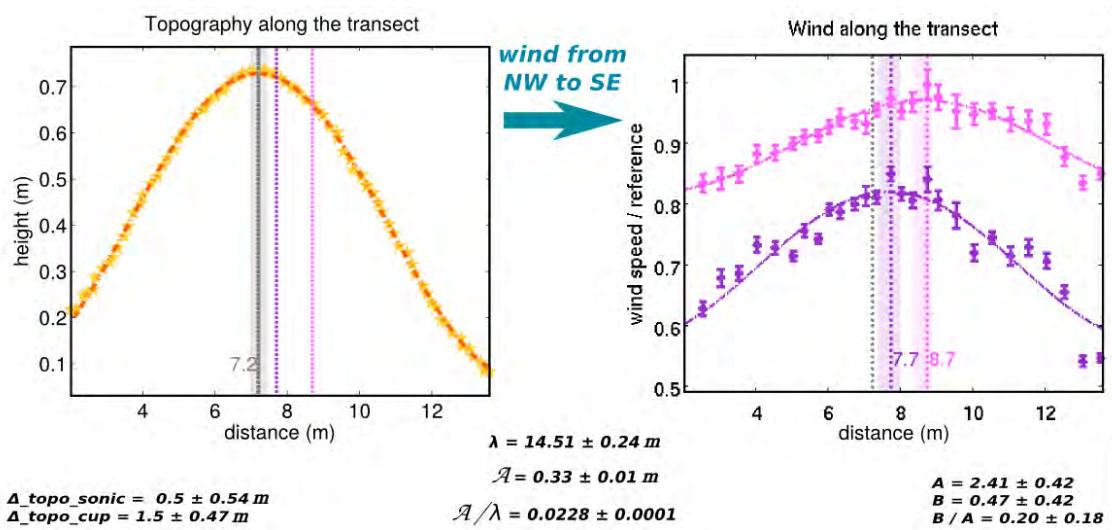 Topography along the transect
0.7
0.6
0.5
0.4
0.3
0.2
0.1
height (m)
7.2
4
6
8
10
12
distance (m)
wind from
NW to SE
Wind along the transect
1
0.9
0.8
0.7
0.6
0.5
wind speed / reference
7.7
8.7
4
6
8
10
12
distance (m)
λ = 14.51 ± 0.24 m
𝒜 = 0.33 ± 0.01 m
𝒜/λ = 0.0228 ± 0.0001
Δ_topo_sonic = 0.5 ± 0.54 m
Δ_topo_cup = 1.5 ± 0.47 m
A = 2.41 ± 0.42
B = 0.47 ± 0.42
B / A = 0.20 ± 0.18